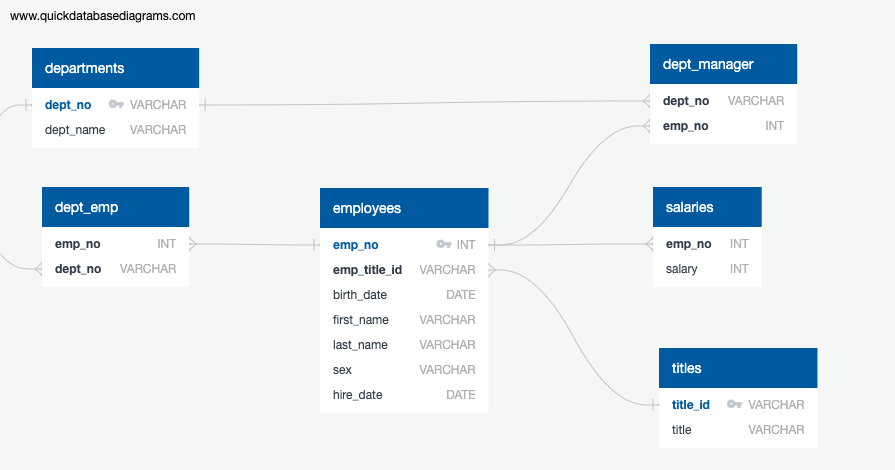 www.quickdatabasediagrams.com
departments
dept_no VARCHAR
dept_name VARCHAR
dept_manager
dept_no VARCHAR
emp_no INT
dept_emp
emp_no INT
dept_no VARCHAR
employees
emp_no INT
emp_title_id VARCHAR
birth_date DATE
first_name VARCHAR
last_name VARCHAR
sex VARCHAR
hire_date DATE
salaries
emp_no INT
salary INT
titles
title_id VARCHAR
title VARCHAR